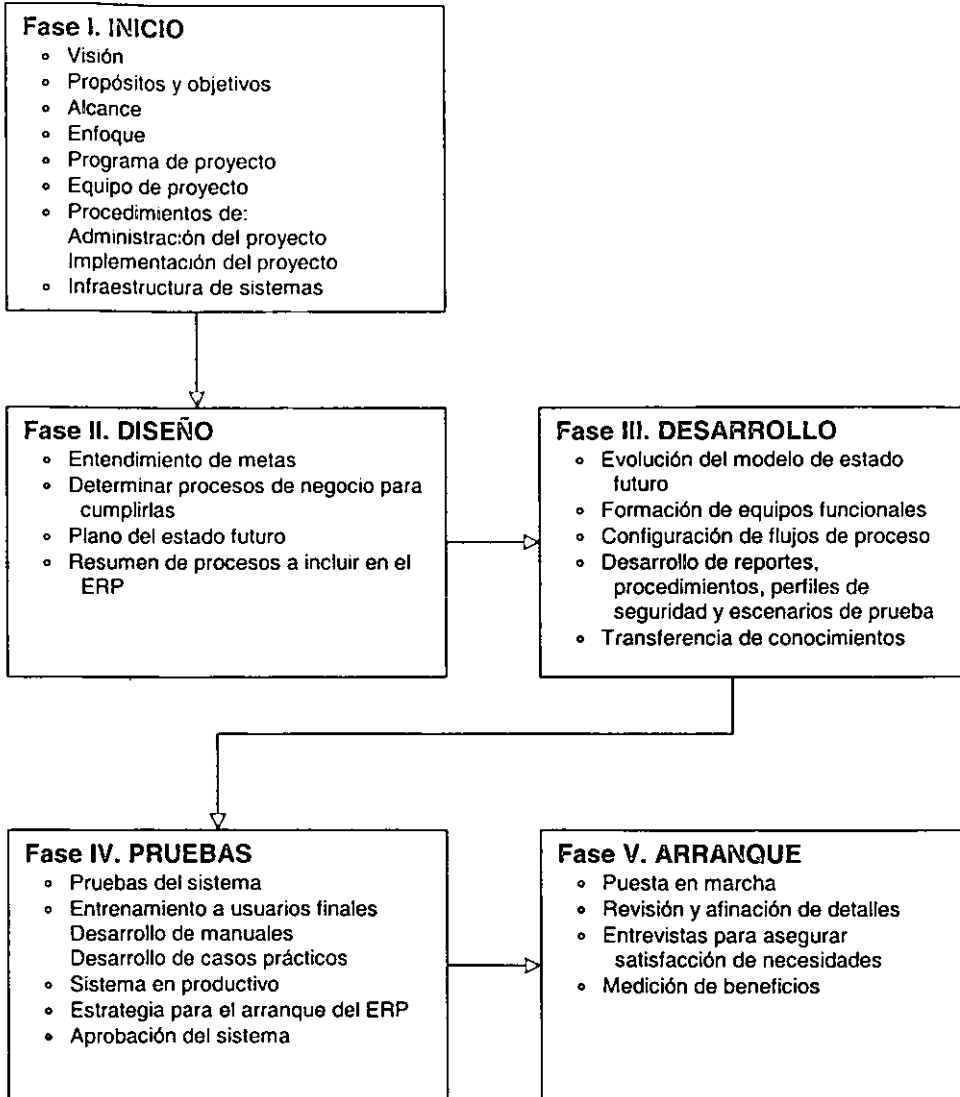 Fase I. INICIO
Visión
Propósitos y objetivos
Alcance
Enfoque
Programa de proyecto
Equipo de proyecto
Procedimientos de:
Administración del proyecto
Implementación del proyecto
Infraestructura de sistemas
Fase II. DISEÑO
Entendimiento de metas
Determinar procesos de negocio para
cumplirlas
Plano del estado futuro
Resumen de procesos a incluir en el
ERP
Fase III. DESARROLLO
Evolución del modelo de estado
futuro
Formación de equipos funcionales
Configuración de flujos de proceso
Desarrollo de reportes,
procedimientos, perfiles de
seguridad y escenarios de prueba
Transferencia de conocimientos
Fase IV. PRUEBAS
Pruebas del sistema
Entrenamiento a usuarios finales
Desarrollo de manuales
Desarrollo de casos prácticos
Sistema en productivo
Estrategia para el arranque del ERP
Aprobación del sistema
Fase V. ARRANQUE
Puesta en marcha
Revisión y afinación de detalles
Entrevistas para asegurar
satisfacción de necesidades
Medición de beneficios